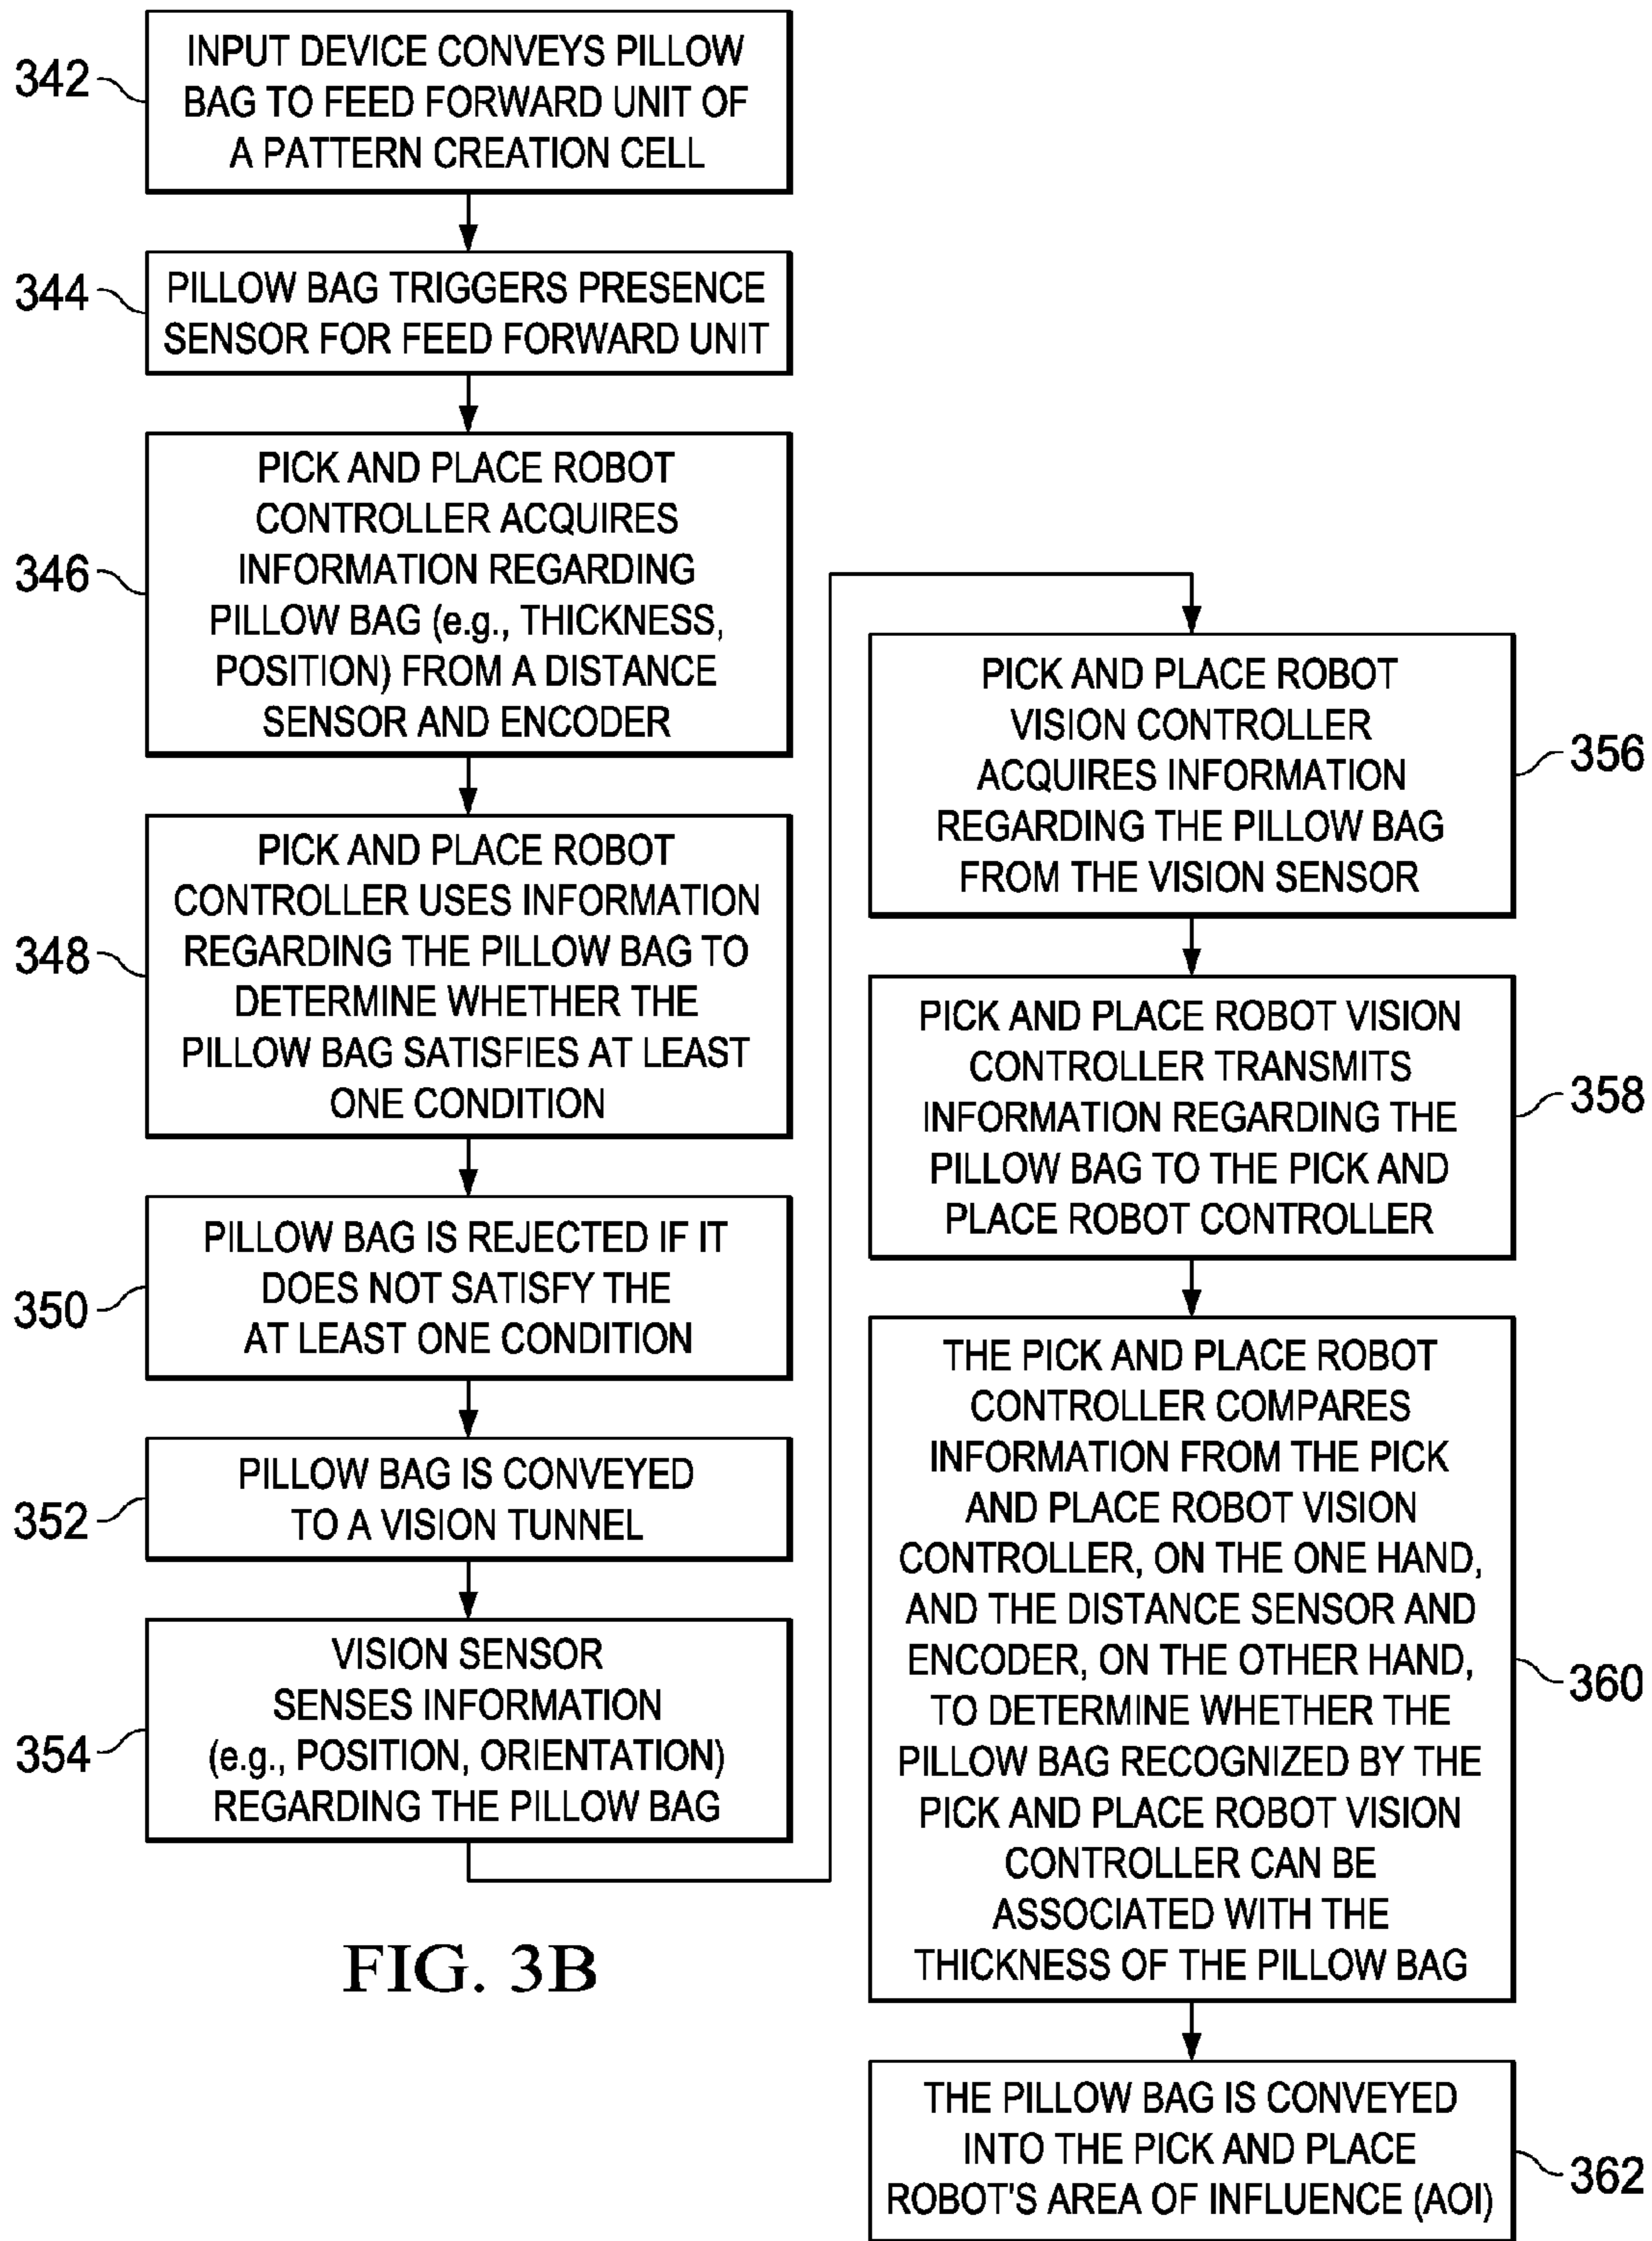 342
INPUT DEVICE CONVEYS PILLOW
BAG TO FEED FORWARD UNIT OF
A PATTERN CREATION CELL
344
PILLOW BAG TRIGGERS PRESENCE
SENSOR FOR FEED FORWARD UNIT
346
PICK AND PLACE ROBOT
CONTROLLER ACQUIRES
INFORMATION REGARDING
PILLOW BAG (e.g., THICKNESS,
POSITION) FROM A DISTANCE
SENSOR AND ENCODER
348
PICK AND PLACE ROBOT
CONTROLLER USES INFORMATION
REGARDING THE PILLOW BAG TO
DETERMINE WHETHER THE
PILLOW BAG SATISFIES AT LEAST
ONE CONDITION
350
PILLOW BAG IS REJECTED IF IT
DOES NOT SATISFY THE
AT LEAST ONE CONDITION
352
PILLOW BAG IS CONVEYED
TO A VISION TUNNEL
354
VISION SENSOR
SENSES INFORMATION
(e.g., POSITION, ORIENTATION)
REGARDING THE PILLOW BAG
FIG. 3B
PICK AND PLACE ROBOT
VISION CONTROLLER
ACQUIRES INFORMATION
REGARDING THE PILLOW BAG
FROM THE VISION SENSOR
356
PICK AND PLACE ROBOT VISION
CONTROLLER TRANSMITS
INFORMATION REGARDING THE
PILLOW BAG TO THE PICK AND
PLACE ROBOT CONTROLLER
358
THE PICK AND PLACE ROBOT
CONTROLLER COMPARES
INFORMATION FROM THE PICK
AND PLACE ROBOT VISION
CONTROLLER, ON THE ONE HAND,
AND THE DISTANCE SENSOR AND
ENCODER, ON THE OTHER HAND,
TO DETERMINE WHETHER THE
PILLOW BAG RECOGNIZED BY THE
PICK AND PLACE ROBOT VISION
CONTROLLER CAN BE
ASSOCIATED WITH THE
THICKNESS OF THE PILLOW BAG
360
THE PILLOW BAG IS CONVEYED
INTO THE PICK AND PLACE
ROBOT'S AREA OF INFLUENCE (AOI)
362